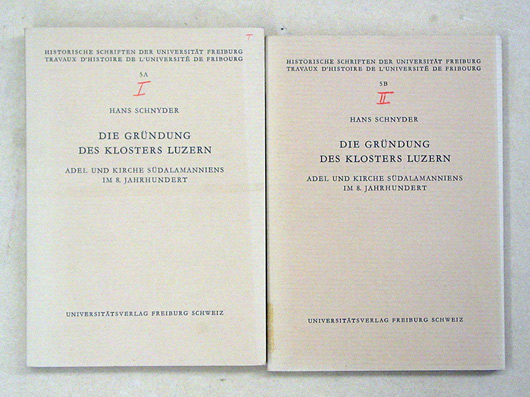 HISTORISCHE SCHRIFTEN DER UNIVERSITÄT FREIBURG
TRAVAUX D'HISTOIRE DE L'UNIVERSITÉ DE FRIBOURG
5A
I
HANS SCHNYDER
DIE GRÜNDUNG
DES KLOSTERS LUZERN
ADEL UND KIRCHE SÜDALAMANNIENS
IM 8. JAHRHUNDERT
UNIVERSITÄTSVERLAG FREIBURG SCHWEIZ
HISTORISCHE SCHRIFTEN DER UNIVERSITÄT FREIBURG
TRAVAUX D'HISTOIRE DE L'UNIVERSITÉ DE FRIBOURG
5B
II
HANS SCHNYDER
DIE GRÜNDUNG
DES KLOSTERS LUZERN
ADEL UND KIRCHE SÜDALAMANNIENS
IM 8. JAHRHUNDERT
UNIVERSITÄTSVERLAG FREIBURG SCHWEIZ